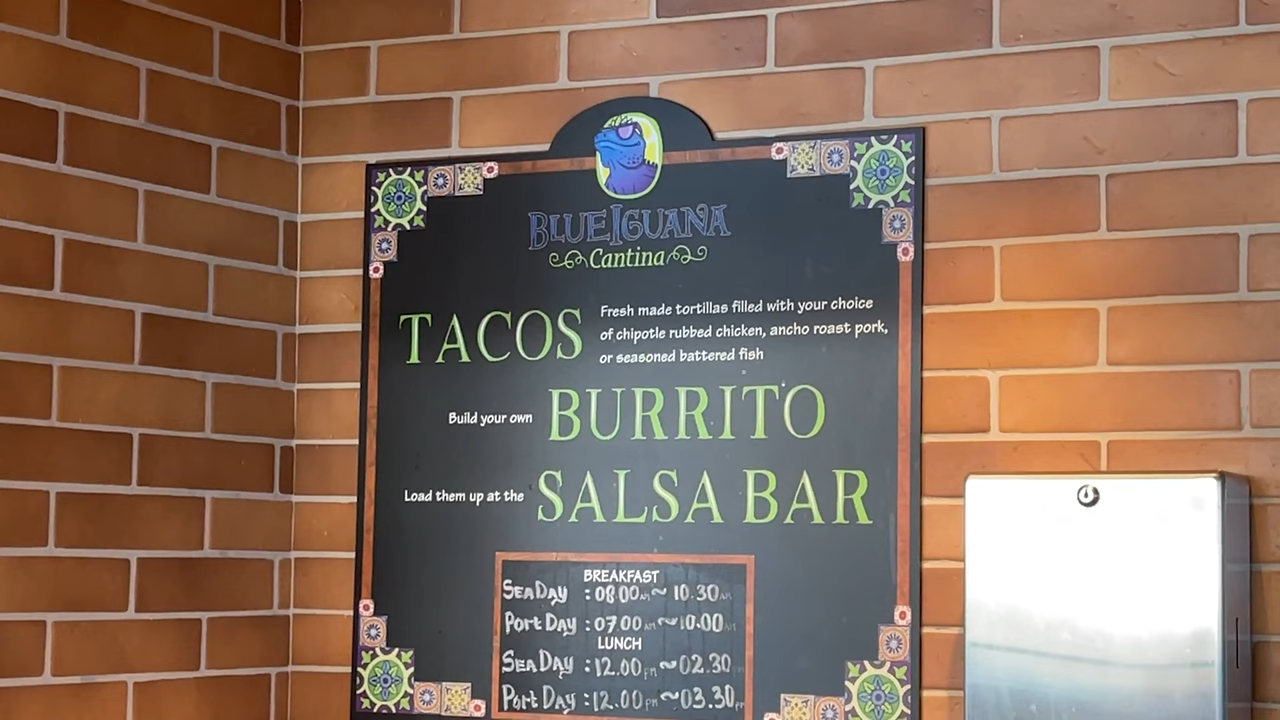 BLUE IGUANA
Cantina
TACOS
Fresh made tortillas filled with your choice
of chipotle rubbed chicken, ancho roast pork,
or seasoned battered fish
Build your own BURRITO
Load them up at the SALSA BAR
BREAKFAST
SEA DAY : 08.00AM ~ 10.30AM
PORT DAY : 07.00AM ~ 10.00AM
LUNCH
SEA DAY : 12.00PM ~ 02.30PM
PORT DAY : 12.00PM ~ 03.30PM